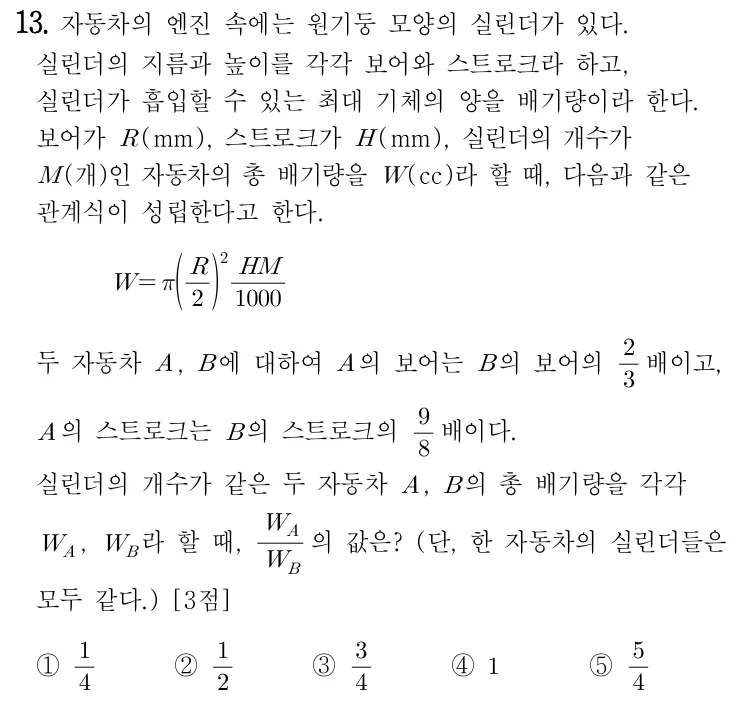 13. 자동차의 엔진 속에는 원기둥 모양의 실린더가 있다.
실린더의 지름과 높이를 각각 보어와 스트로크라 하고,
실린더가 흡입할 수 있는 최대 기체의 양을 배기량이라 한다.
보어가 R(mm), 스트로크가 H(mm), 실린더의 개수가
M(개)인 자동차의 총 배기량을 W(cc)라 할 때, 다음과 같은
관계식이 성립한다고 한다.
W=π(R/2)² HM/1000
두 자동차 A, B에 대하여 A의 보어는 B의 보어의 2/3 배이고,
A의 스트로크는 B의 스트로크의 9/8 배이다.
실린더의 개수가 같은 두 자동차 A, B의 총 배기량을 각각
W_A, W_B라 할 때, W_A/W_B 의 값은? (단, 한 자동차의 실린더들은
모두 같다.) [3점]
① 1/4 ② 1/2 ③ 3/4 ④ 1 ⑤ 5/4